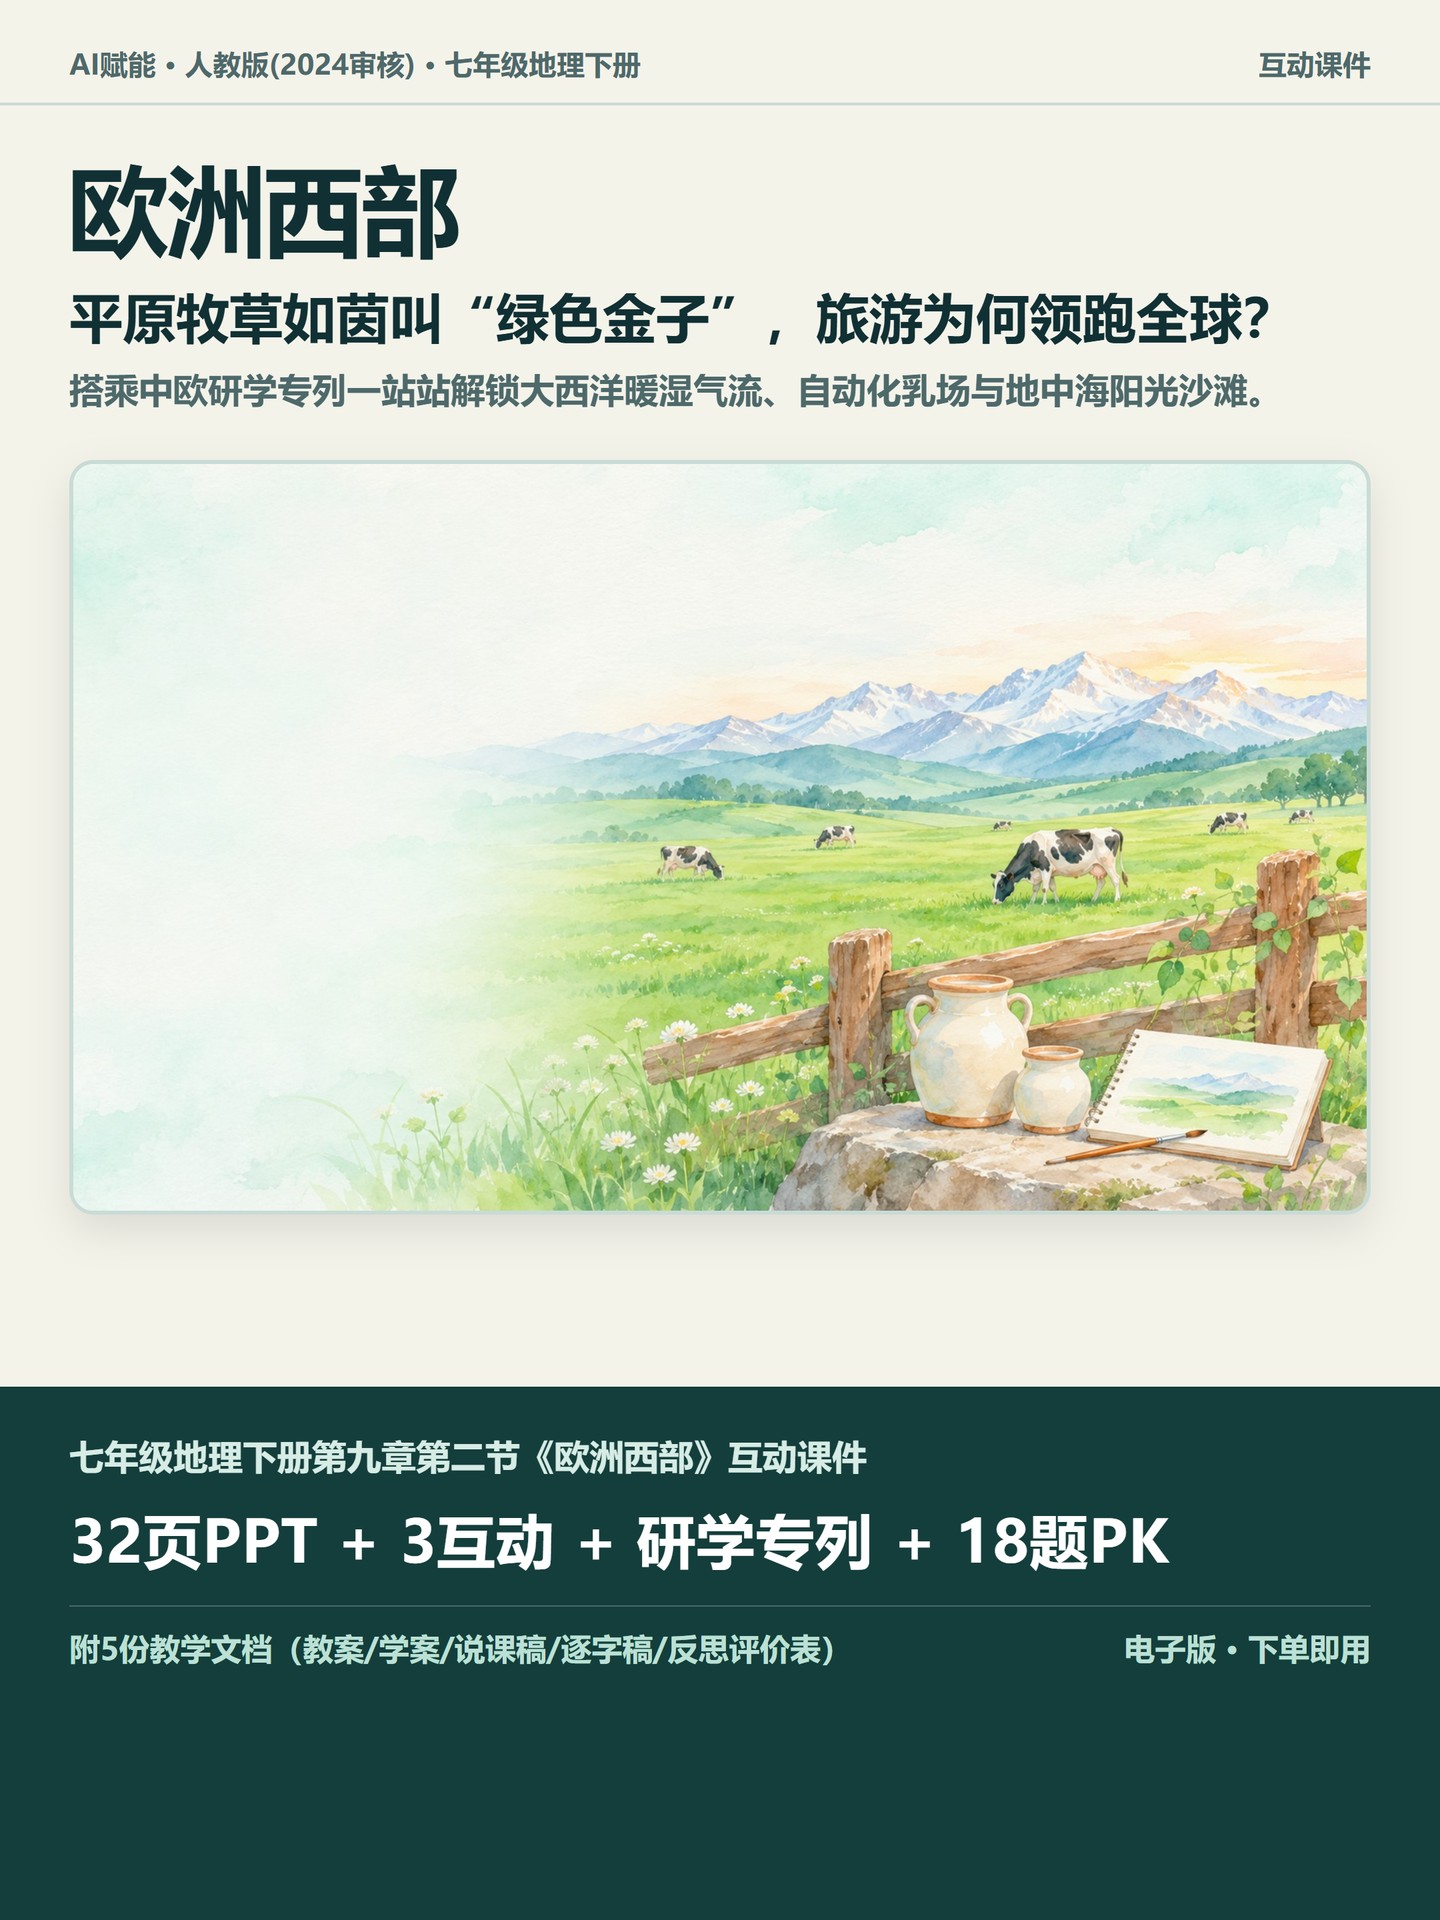 AI赋能 • 人教版(2024审核) • 七年级地理下册
互动课件
欧洲西部
平原牧草如茵叫“绿色金子”，旅游为何领跑全球？
搭乘中欧研学专列一站站解锁大西洋暖湿气流、自动化乳场与地中海阳光沙滩。
七年级地理下册第九章第二节《欧洲西部》互动课件
32页PPT + 3互动 + 研学专列 + 18题PK
附5份教学文档（教案/学案/说课稿/逐字稿/反思评价表）
电子版 • 下单即用